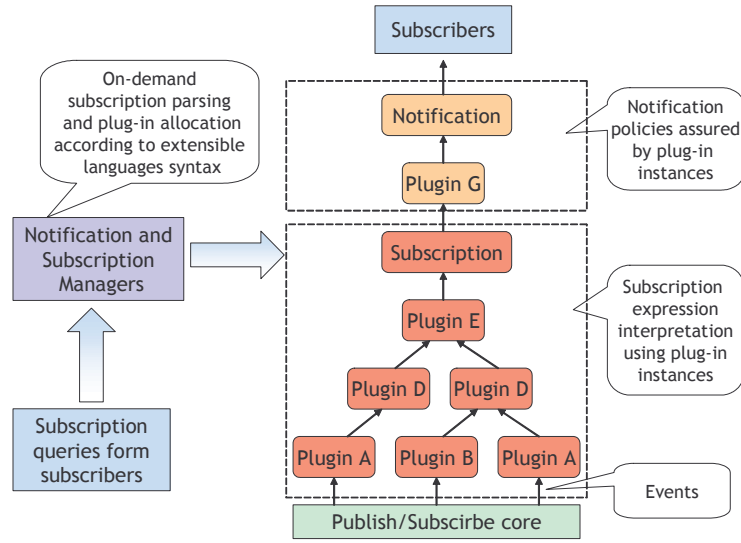 Subscribers
On-demand
subscription parsing
and plug-in allocation
according to extensible
languages syntax
Notification
Notification
policies assured
by plug-in
instances
Plugin G
Notification and
Subscription
Managers
Subscription
Plugin E
Subscription
expression
interpretation
using plug-in
instances
Plugin D
Plugin D
Subscription
queries form
subscribers
Plugin A
Plugin B
Plugin A
Events
Publish/Subscirbe core